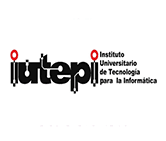 iutepi
Instituto
Universitario
de Tecnología
para la Informática